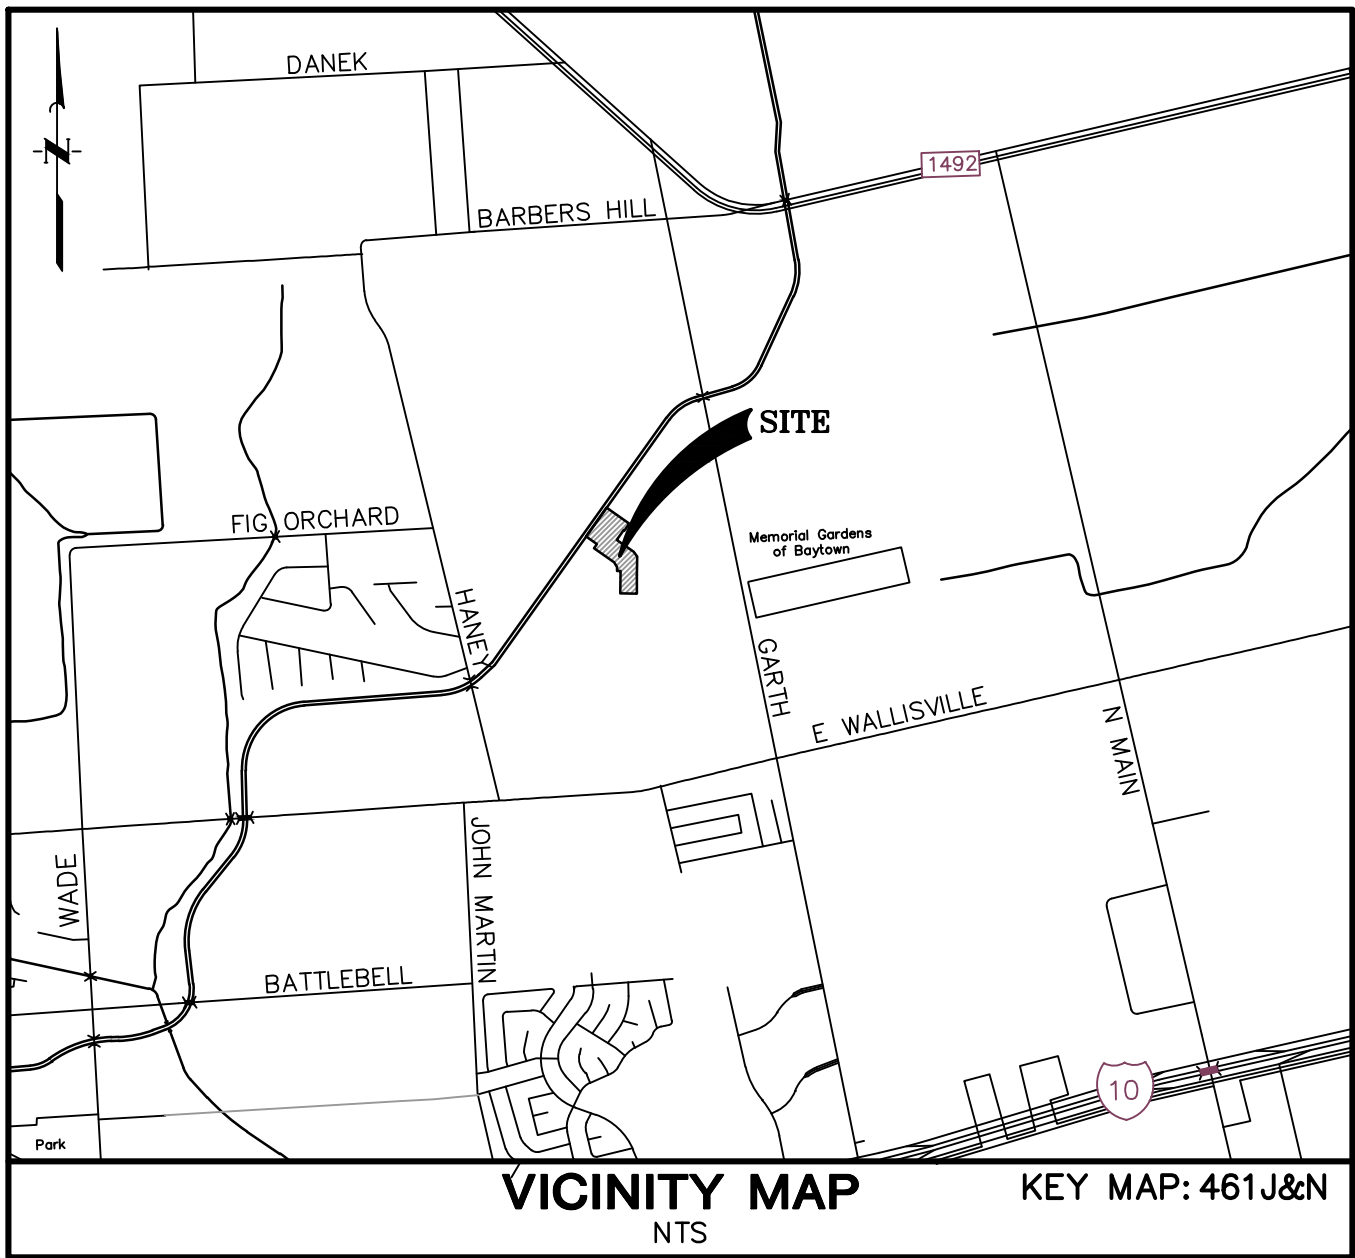 DANEK
1492
BARBERS HILL
N
SITE
FIG ORCHARD
Memorial Gardens
of Baytown
HANEY
GARTH
E WALLISVILLE
N MAIN
JOHN MARTIN
WADE
BATTLEBELL
10
Park
VICINITY MAP
KEY MAP: 461J&N
NTS